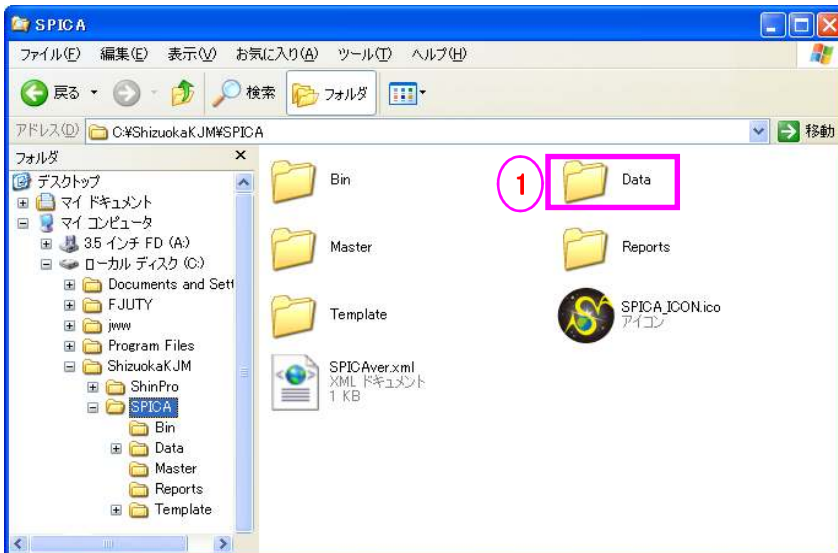 SPICA
ファイル(F) 編集(E) 表示(V) お気に入り(A) ツール(T) ヘルプ(H)
戻る 検索 フォルダ
アドレス(D) C:¥ShizuokaKJM¥SPICA 移動
フォルダ ×
デスクトップ
マイ ドキュメント
マイ コンピュータ
3.5 インチ FD (A:)
ローカル ディスク (C:)
Documents and Sett
FJUTY
jww
Program Files
ShizuokaKJM
ShinPro
SPICA
Bin
Data
Master
Reports
Template
Bin
1
Data
Master
Reports
Template
SPICA_ICON.ico
アイコン
SPICAver.xml
XML ドキュメント
1 KB